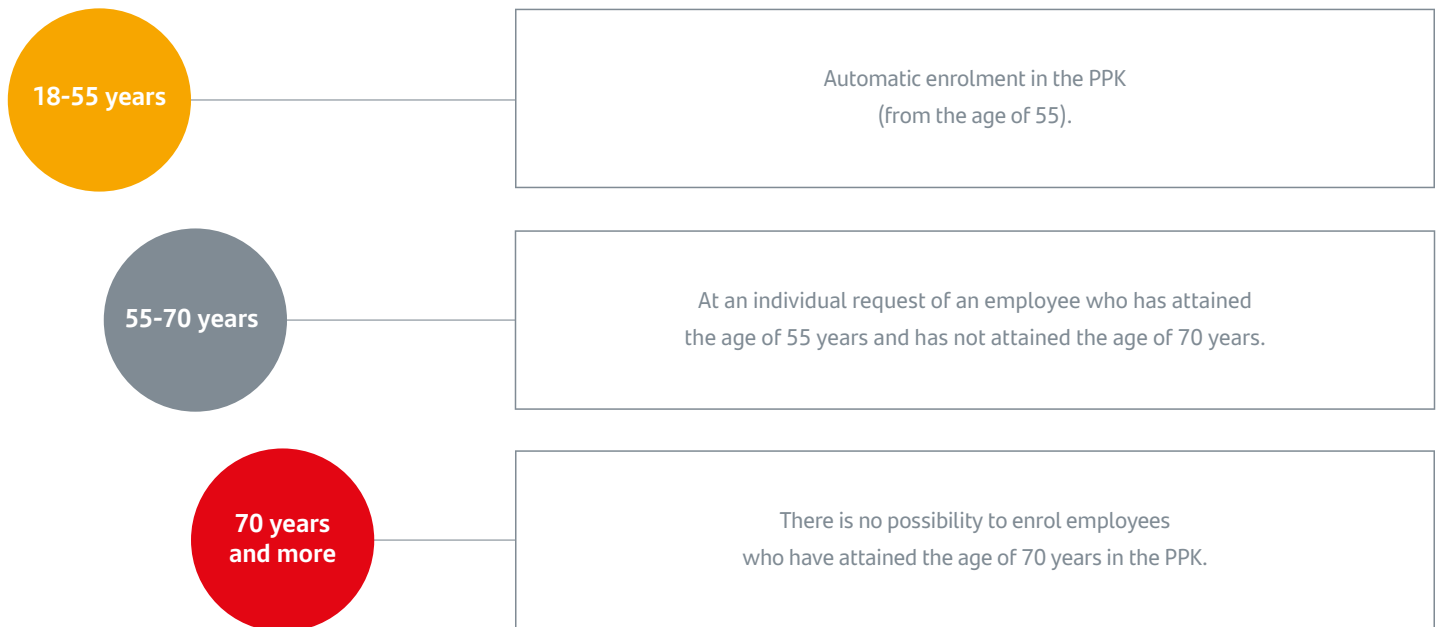 18-55 years
Automatic enrolment in the PPK
(from the age of 55).
55-70 years
At an individual request of an employee who has attained
the age of 55 years and has not attained the age of 70 years.
70 years
and more
There is no possibility to enrol employees
who have attained the age of 70 years in the PPK.